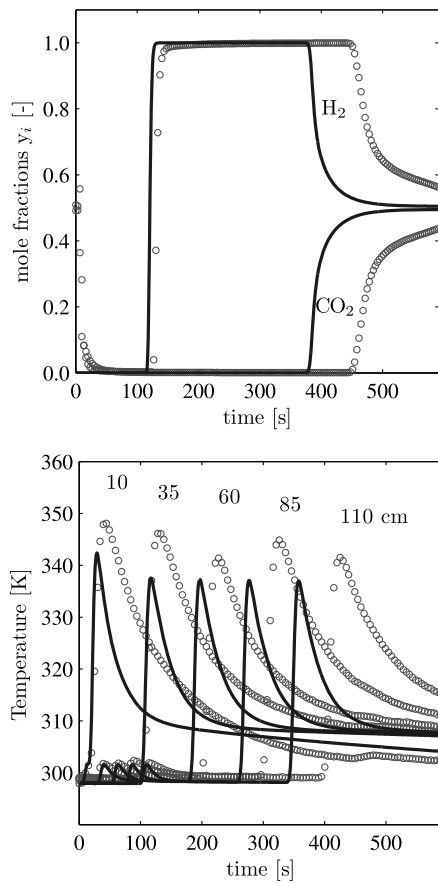 1.0
0.8
0.6
0.4
0.2
0.0
mole fractions yᵢ [-]
H₂
CO₂
0 100 200 300 400 500
time [s]
360
350
340
330
320
310
300
Temperature [K]
10 35 60 85 110 cm
0 100 200 300 400 500
time [s]